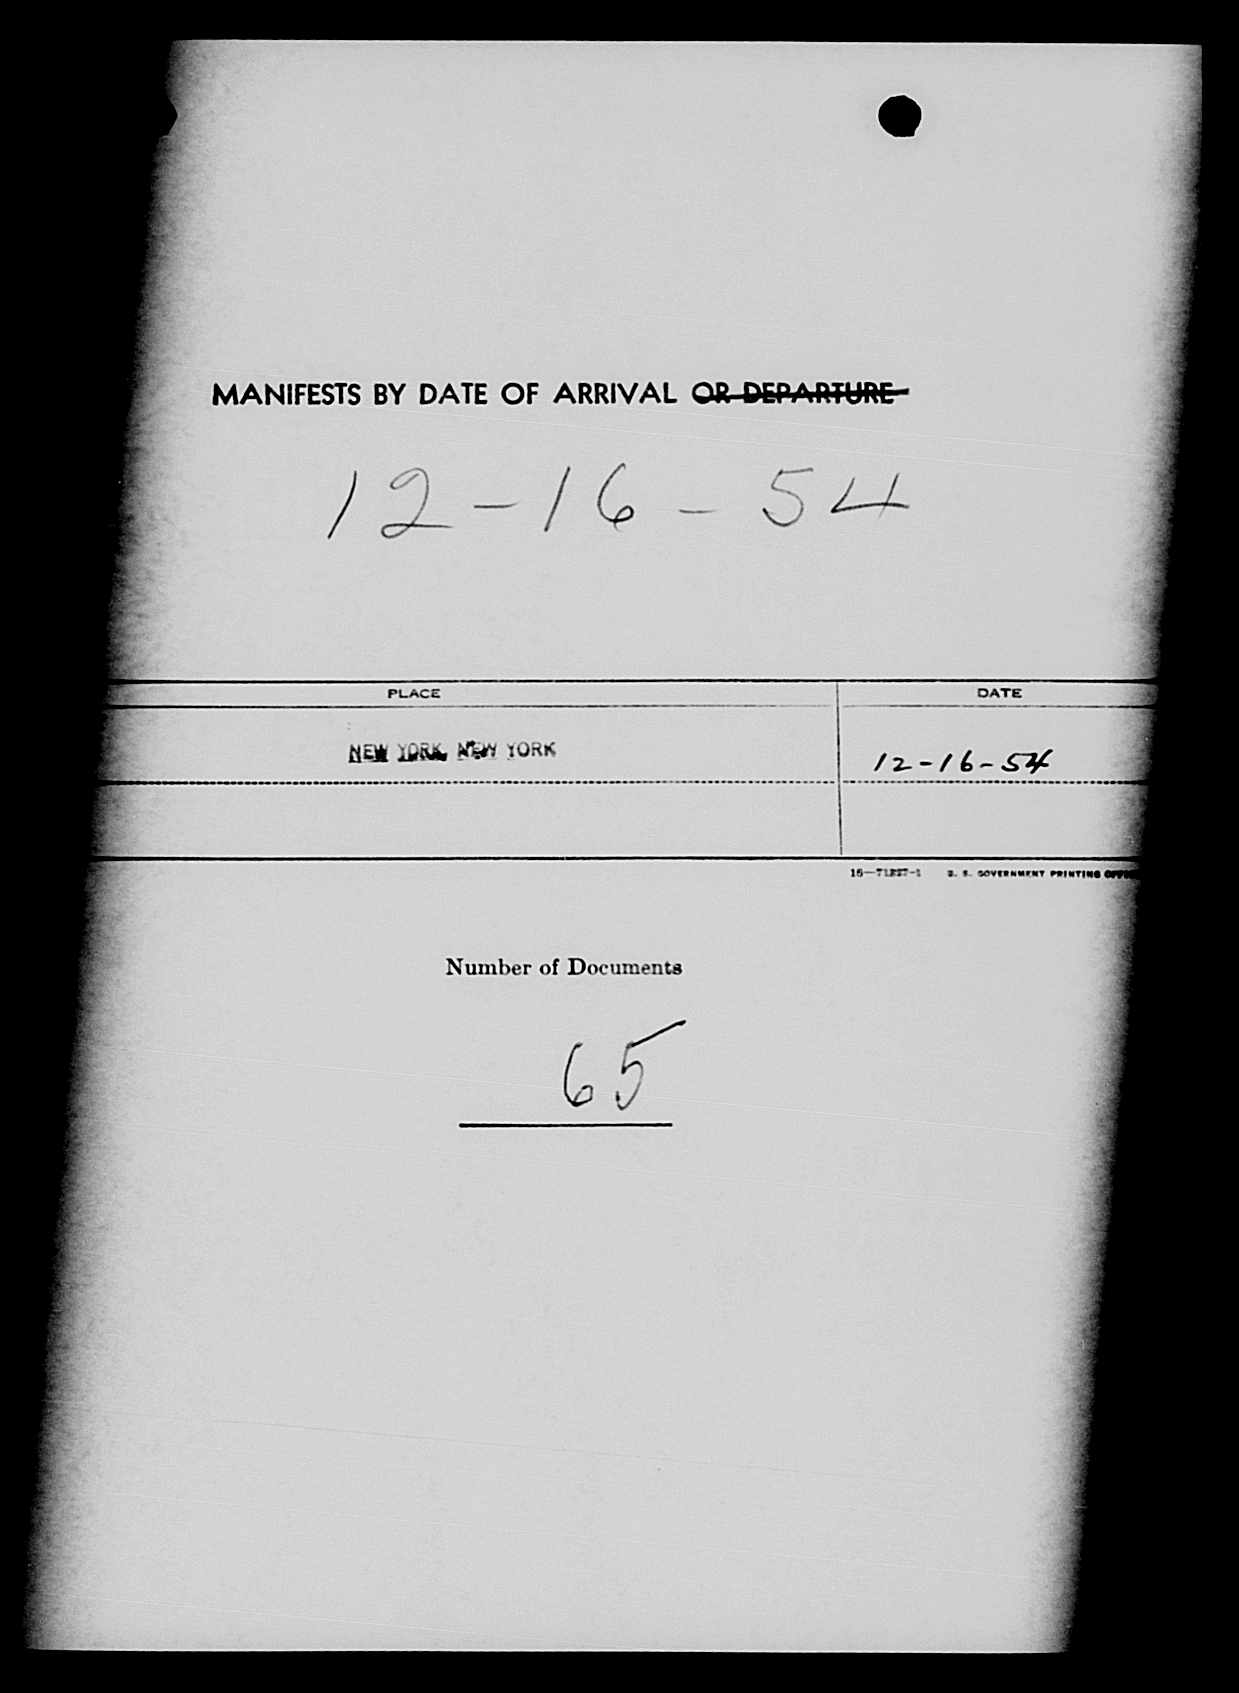 MANIFESTS BY DATE OF ARRIVAL OR DEPARTURE
12-16-54
PLACE DATE
NEW YORK, NEW YORK 12-16-54
U. S. GOVERNMENT PRINTING OFFICE
Number of Documents
65